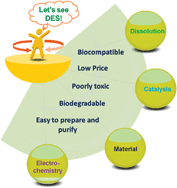 Let's see
DES!
Dissolution
Biocompatible
Low Price
Catalysis
Poorly toxic
Biodegradable
Easy to prepare and
purify
Material
Electro-
chemistry